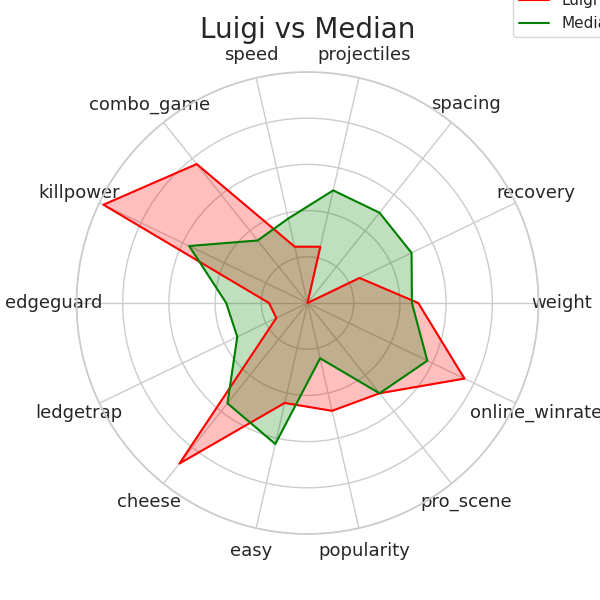 Luigi vs Median
speed
projectiles
combo_game
spacing
killpower
recovery
edgeguard
weight
ledgetrap
online_winrate
cheese
pro_scene
easy
popularity